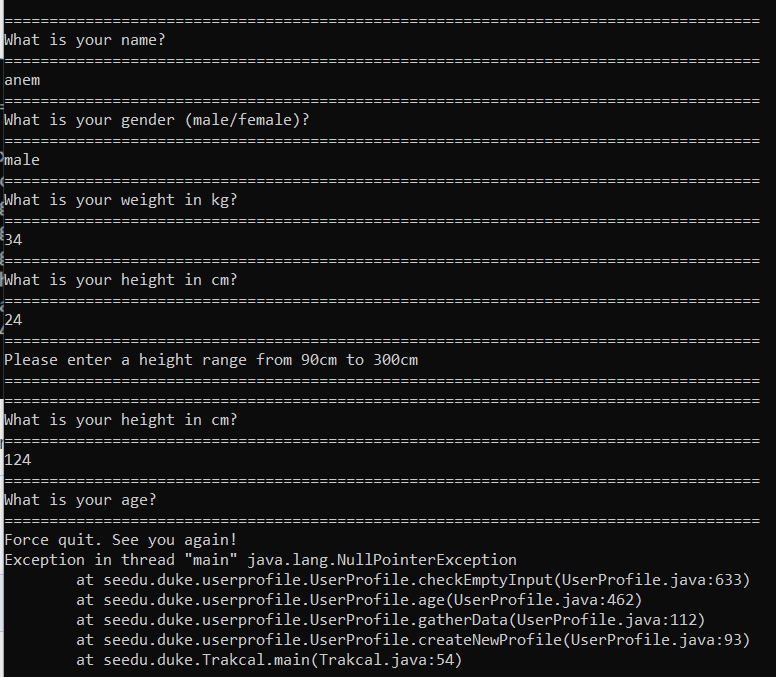 ====================================================================================
What is your name?
====================================================================================
anem
====================================================================================
What is your gender (male/female)?
====================================================================================
male
====================================================================================
What is your weight in kg?
====================================================================================
34
====================================================================================
What is your height in cm?
====================================================================================
24
====================================================================================
Please enter a height range from 90cm to 300cm
====================================================================================
====================================================================================
What is your height in cm?
====================================================================================
124
====================================================================================
What is your age?
====================================================================================
Force quit. See you again!
Exception in thread "main" java.lang.NullPointerException
        at seedu.duke.userprofile.UserProfile.checkEmptyInput(UserProfile.java:633)
        at seedu.duke.userprofile.UserProfile.age(UserProfile.java:462)
        at seedu.duke.userprofile.UserProfile.gatherData(UserProfile.java:112)
        at seedu.duke.userprofile.UserProfile.createNewProfile(UserProfile.java:93)
        at seedu.duke.Trakcal.main(Trakcal.java:54)